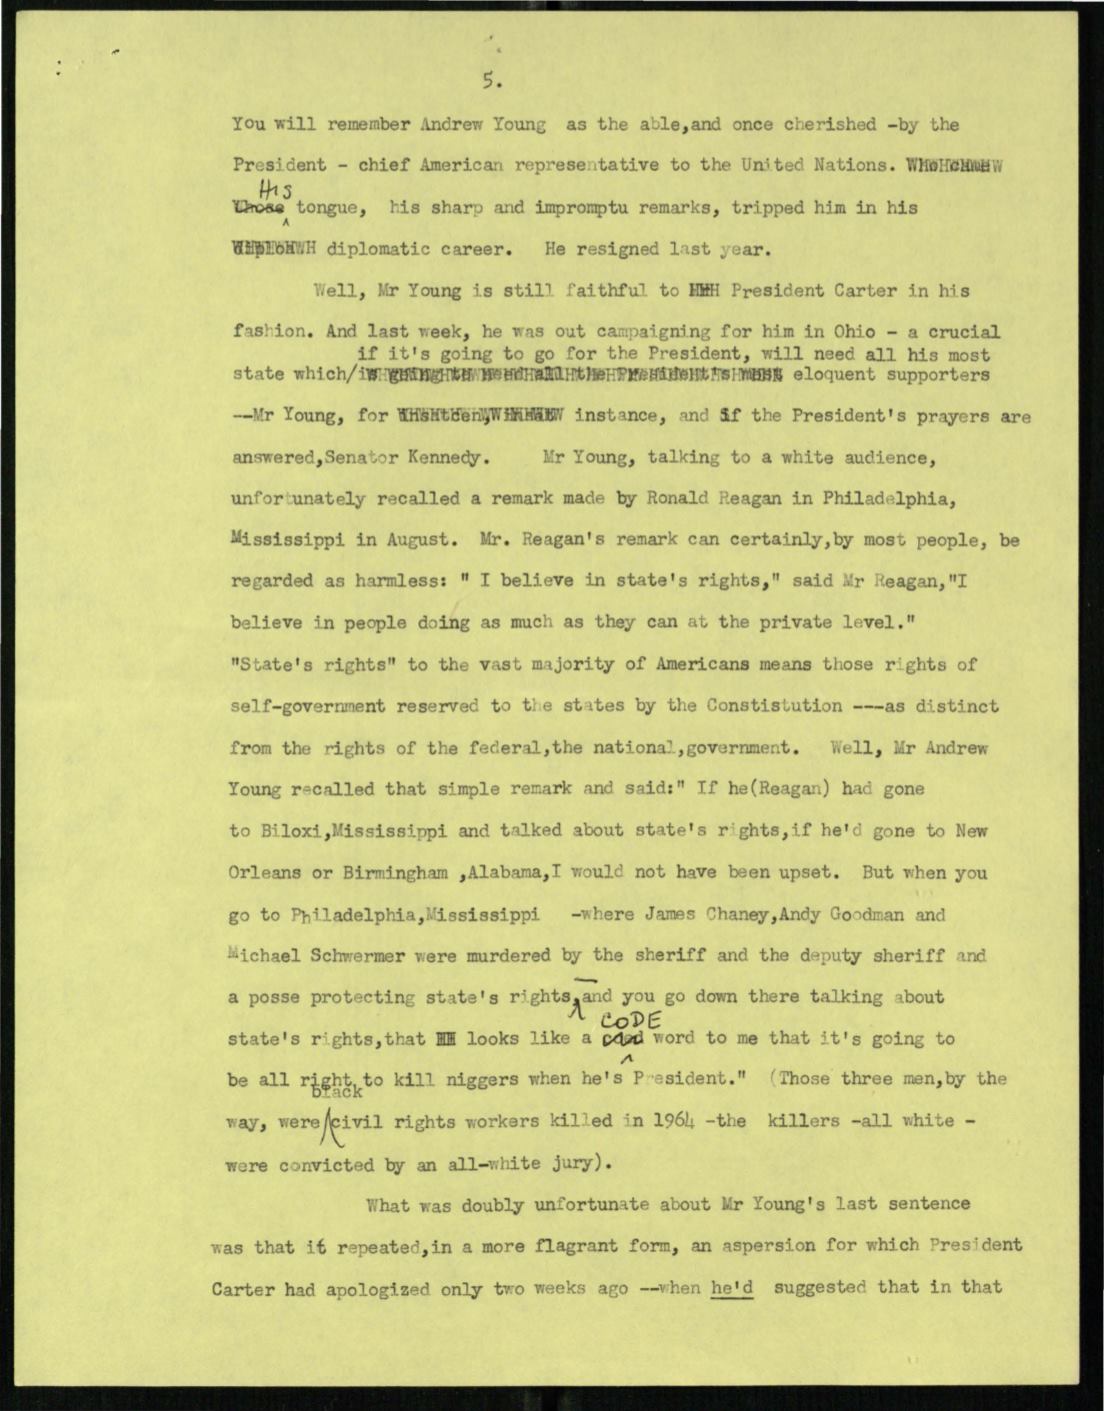 5.
You will remember Andrew Young as the able,and once cherished -by the
President - chief American representative to the United Nations.
His
Whose tongue, his sharp and impromptu remarks, tripped him in his
diplomatic career. He resigned last year.
Well, Mr Young is still faithful to President Carter in his
fashion. And last week, he was out campaigning for him in Ohio - a crucial
if it's going to go for the President, will need all his most
state which/is going to need all the President's most eloquent supporters
--Mr Young, for instance, and if the President's prayers are
answered,Senator Kennedy. Mr Young, talking to a white audience,
unfortunately recalled a remark made by Ronald Reagan in Philadelphia,
Mississippi in August. Mr. Reagan's remark can certainly,by most people, be
regarded as harmless: " I believe in state's rights," said Mr Reagan,"I
believe in people doing as much as they can at the private level."
"State's rights" to the vast majority of Americans means those rights of
self-government reserved to the states by the Constistution ---as distinct
from the rights of the federal,the national,government. Well, Mr Andrew
Young recalled that simple remark and said:" If he(Reagan) had gone
to Biloxi,Mississippi and talked about state's rights,if he'd gone to New
Orleans or Birmingham ,Alabama,I would not have been upset. But when you
go to Philadelphia,Mississippi -where James Chaney,Andy Goodman and
Michael Schwermer were murdered by the sheriff and the deputy sheriff and
a posse protecting state's rights,and you go down there talking about
CODE
state's rights,that looks like a word to me that it's going to
be all right to kill niggers when he's President." (Those three men,by the
black
way, were/civil rights workers killed in 1964 -the killers -all white -
were convicted by an all-white jury).
What was doubly unfortunate about Mr Young's last sentence
was that it repeated,in a more flagrant form, an aspersion for which President
Carter had apologized only two weeks ago --when he'd suggested that in that